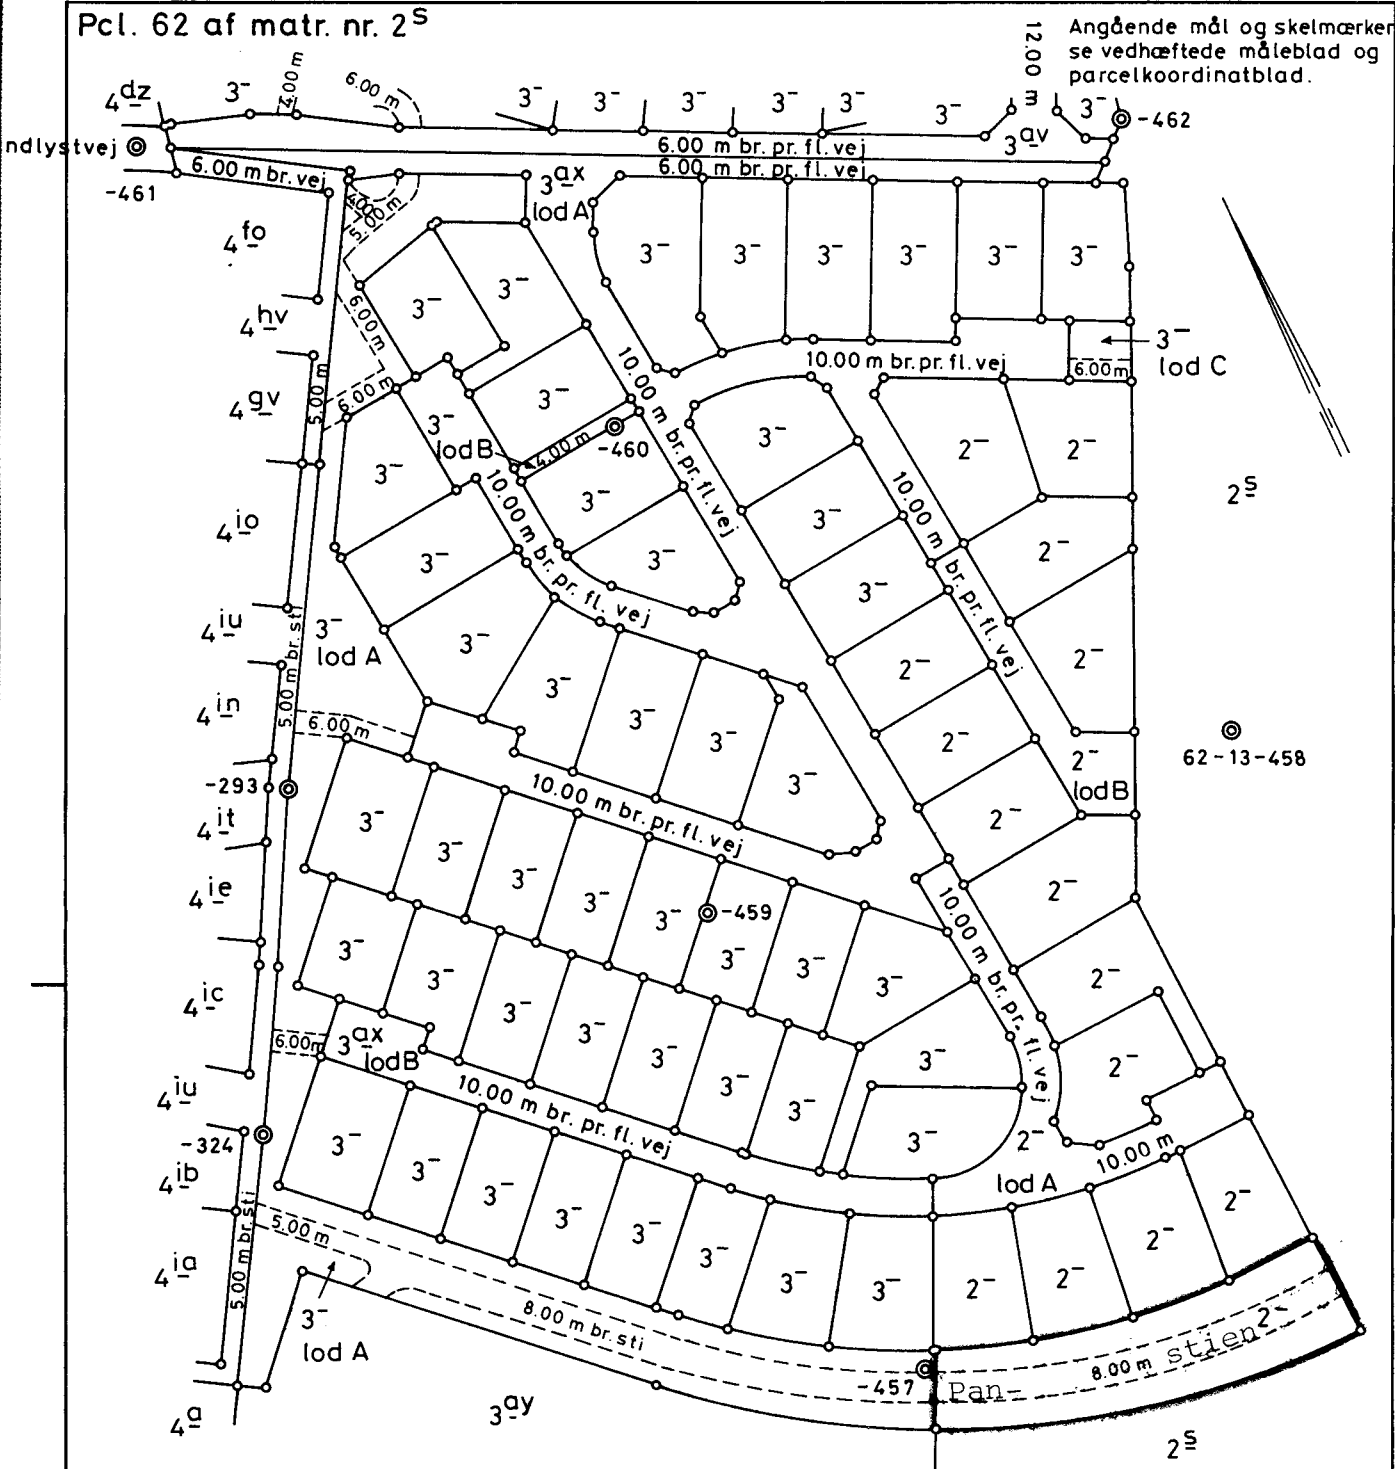 Pcl. 62 af matr. nr. 2s
Angående mål og skelmærker
se vedhæftede måleblad og
parcelkoordinatblad.
12.00 m
4dz
3-
4.00 m
6.00 m
3-
3-
3-
3-
3-
3-
3av
3-
-462
ndlystvej
6.00 m br. pr. fl. vej
6.00 m br. pr. fl. vej
6.00 m br. vej
-461
3ax
lod A
4.00
5.00 m
4fo
3-
3-
3-
3-
3-
3-
3-
3-
4hv
6.00 m
10.00 m br. pr. fl. vej
3-
lod C
6.00 m
10.00 m br. pr. fl. vej
4gv
5.00 m
6.00 m
3-
3-
3-
2-
2-
lod B
4.00 m
-460
3-
10.00 m br. pr. fl. vej
3-
3-
10.00 m br. pr. fl. vej
2s
4io
3-
3-
2-
3-
4iu
3-
lod A
5.00 m br. sti
3-
2-
2-
4in
6.00 m
3-
3-
3-
2-
2-
lod B
62-13-458
-293
3-
10.00 m br. pr. fl. vej
2-
4it
3-
3-
3-
3-
3-
-459
2-
4ie
3-
3-
3-
3-
10.00 m br. pr. fl. vej
2-
3-
3-
4ic
3-
3-
3-
3-
3-
2-
6.00 m
3ax
lod B
10.00 m br. pr. fl. vej
4iu
-324
3-
3-
2-
lod A
10.00 m
4ib
3-
3-
3-
3-
3-
3-
3-
2-
2-
2-
2-
5.00 m br. sti
5.00 m
4ia
3-
lod A
8.00 m br. sti
-457
Pan-
stien
8.00 m
2-
4a
3ay
2s